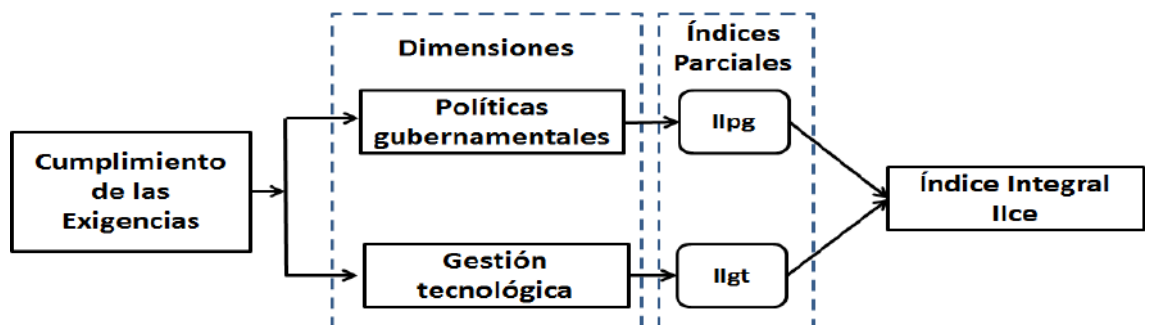 Dimensiones
Índices
Parciales
Políticas
gubernamentales
IIpg
Cumplimiento
de las
Exigencias
Índice Integral
IIce
Gestión
tecnológica
IIgt